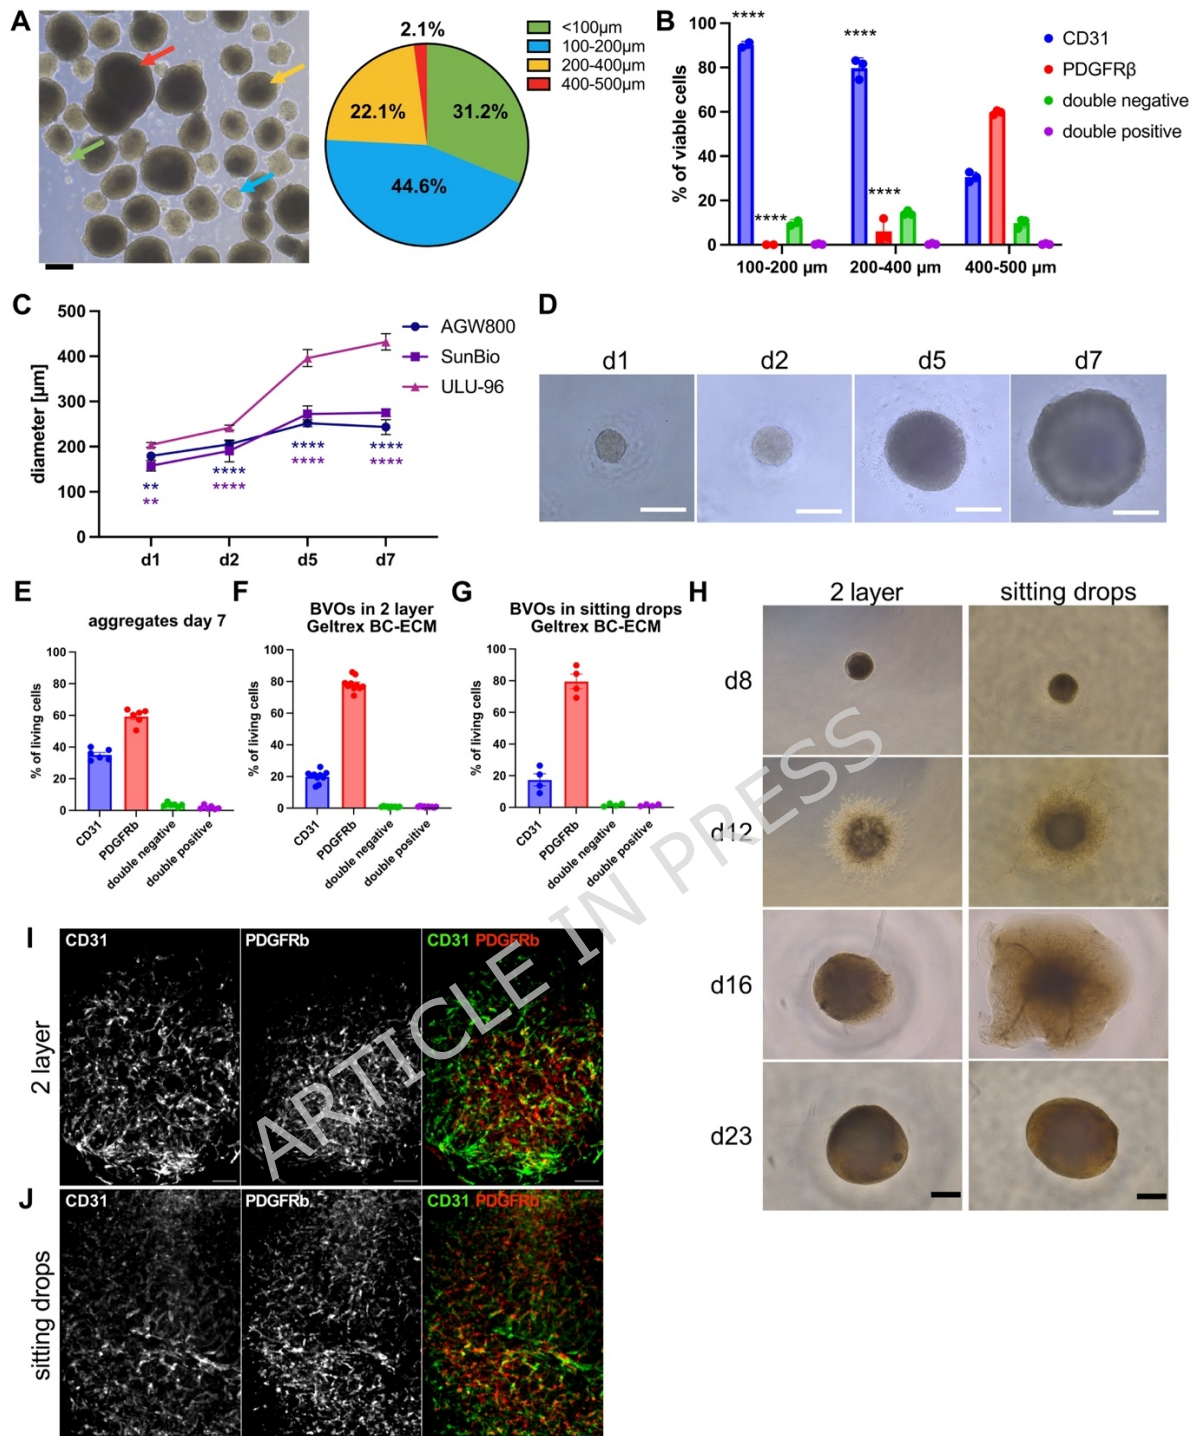 A
2.1%
22.1%
31.2%
44.6%
<100µm
100-200µm
200-400µm
400-500µm
B
% of viable cells
100
80
60
40
20
0
****
****
****
****
100-200 µm
200-400 µm
400-500 µm
CD31
PDGFRβ
double negative
double positive
C
diameter [µm]
500
400
300
200
100
0
**
**
****
****
****
****
****
****
d1
d2
d5
d7
AGW800
SunBio
ULU-96
D
d1
d2
d5
d7
E
aggregates day 7
% of living cells
100
80
60
40
20
0
CD31
PDGFRb
double negative
double positive
F
BVOs in 2 layer
Geltrex BC-ECM
% of living cells
100
80
60
40
20
0
CD31
PDGFRb
double negative
double positive
G
BVOs in sitting drops
Geltrex BC-ECM
% of living cells
100
80
60
40
20
0
CD31
PDGFRb
double negative
double positive
H
2 layer
sitting drops
d8
d12
d16
d23
I
2 layer
CD31
PDGFRb
CD31 PDGFRb
J
sitting drops
CD31
PDGFRb
CD31 PDGFRb
ARTICLE IN PRESS